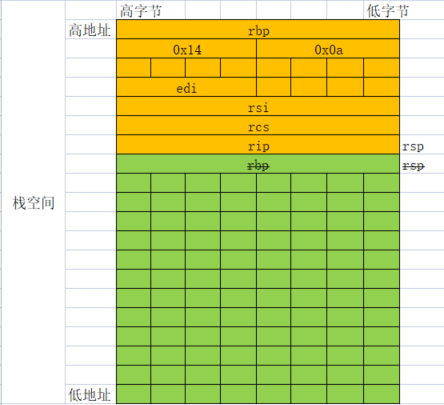 高字节 低字节
高地址 rbp
0x14 0x0a
edi
rsi
rcs
rip rsp
rbp rsp
栈空间
低地址